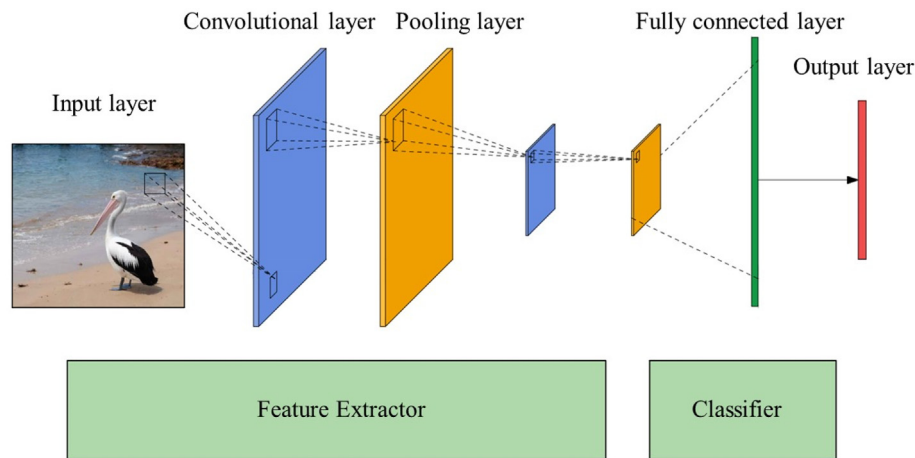 Convolutional layer
Pooling layer
Fully connected layer
Output layer
Input layer
Feature Extractor
Classifier